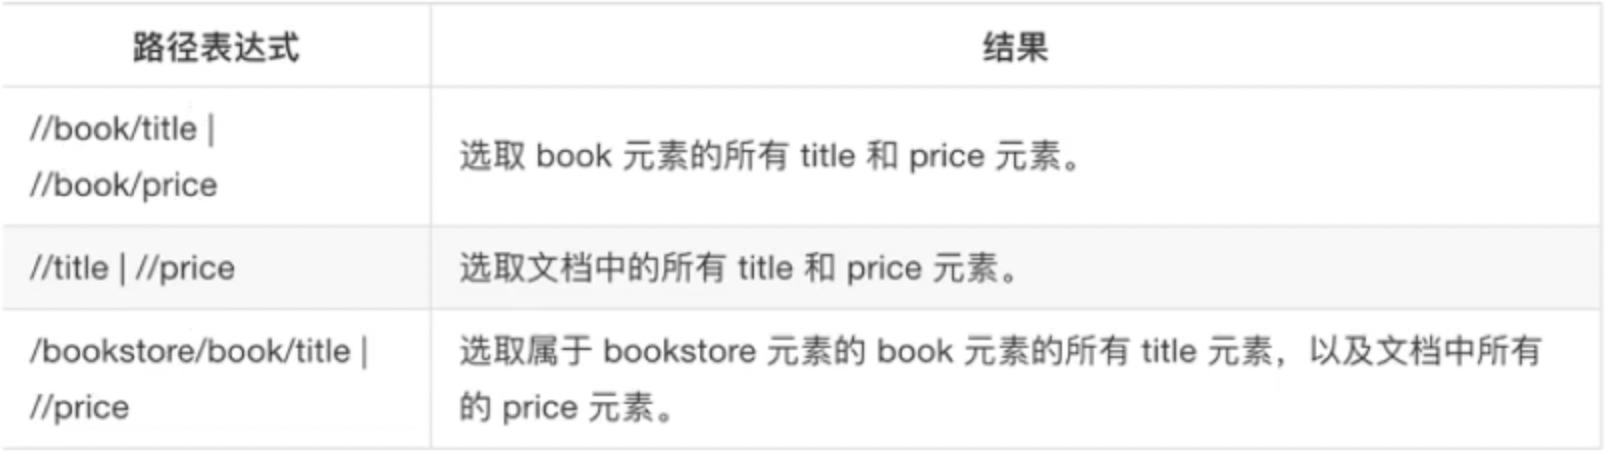 路径表达式
结果
//book/title |
//book/price
选取 book 元素的所有 title 和 price 元素。
//title | //price
选取文档中的所有 title 和 price 元素。
/bookstore/book/title |
//price
选取属于 bookstore 元素的 book 元素的所有 title 元素，以及文档中所有
的 price 元素。